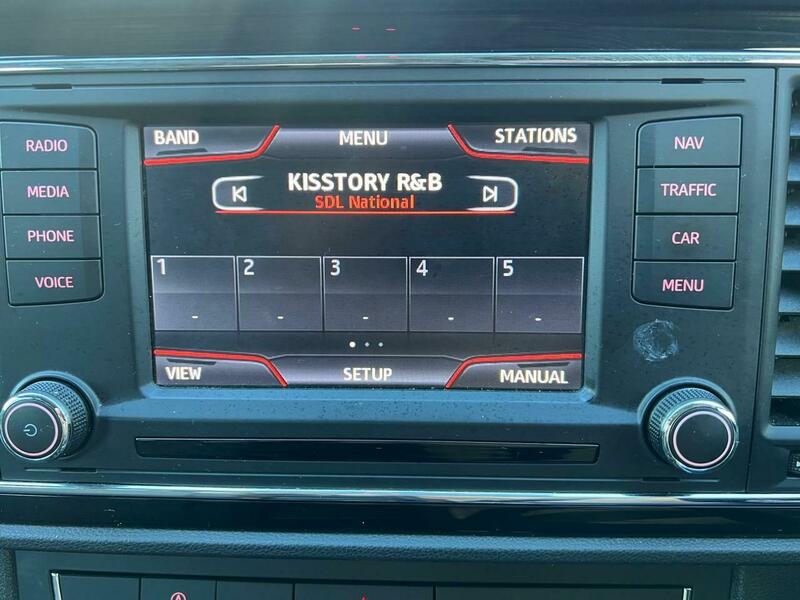 RADIO
MEDIA
PHONE
VOICE
BAND
MENU
STATIONS
KISSTORY R&B
SDL National
1 2 3 4 5
- - - - -
VIEW
SETUP
MANUAL
NAV
TRAFFIC
CAR
MENU